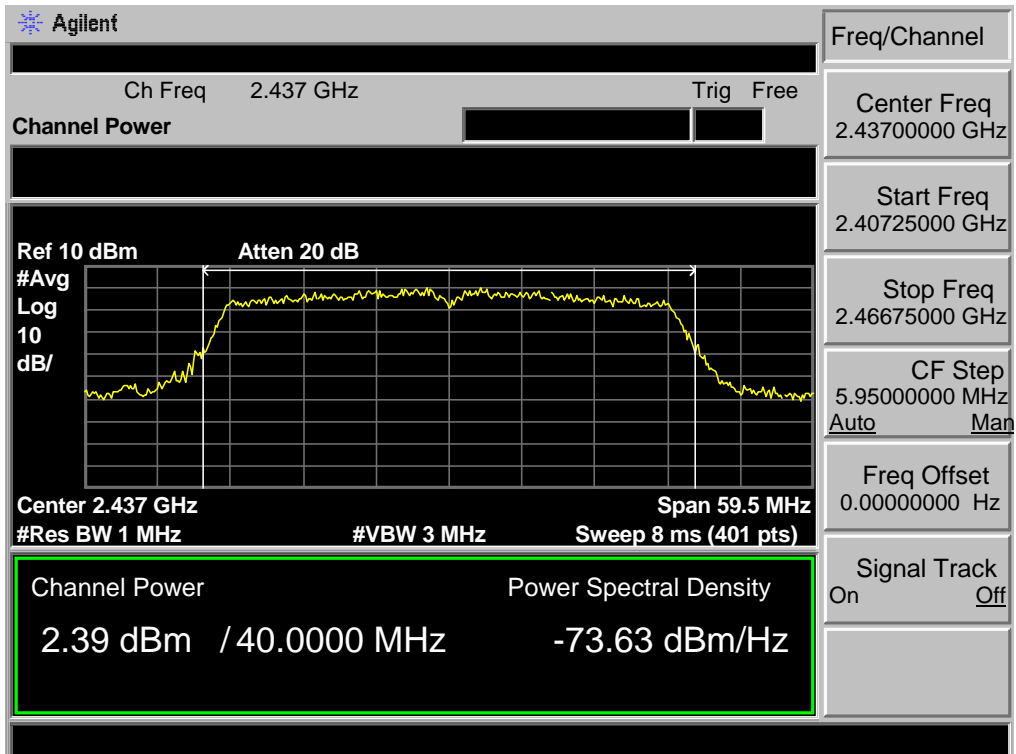 Agilent
Freq/Channel
Ch Freq 2.437 GHz Trig Free
Channel Power
Center Freq
2.43700000 GHz
Start Freq
2.40725000 GHz
Stop Freq
2.46675000 GHz
CF Step
5.95000000 MHz
Auto Man
Freq Offset
0.00000000 Hz
Signal Track
On Off
Ref 10 dBm Atten 20 dB
#Avg
Log
10
dB/
Center 2.437 GHz Span 59.5 MHz
#Res BW 1 MHz #VBW 3 MHz Sweep 8 ms (401 pts)
Channel Power Power Spectral Density
2.39 dBm / 40.0000 MHz -73.63 dBm/Hz